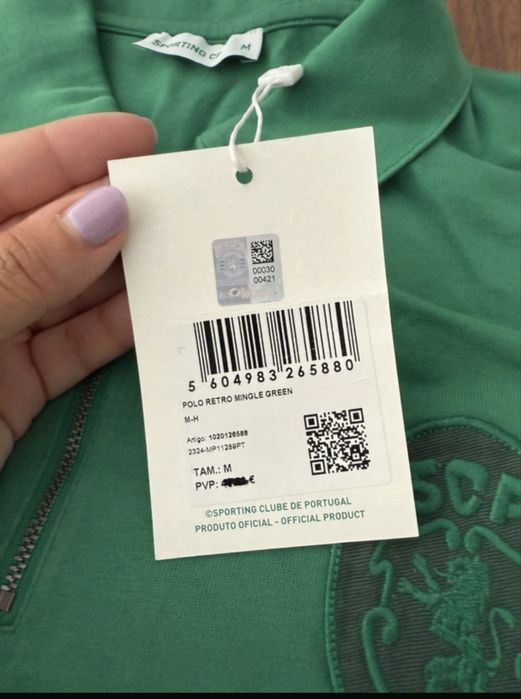 SPORTING C
M
00030
00421
5 604983 265880
POLO RETRO MINGLE GREEN
M-H
Artigo: 1020126588
2324-MP11289PT
TAM.: M
PVP: €
©SPORTING CLUBE DE PORTUGAL
PRODUTO OFICIAL - OFFICIAL PRODUCT
SCP